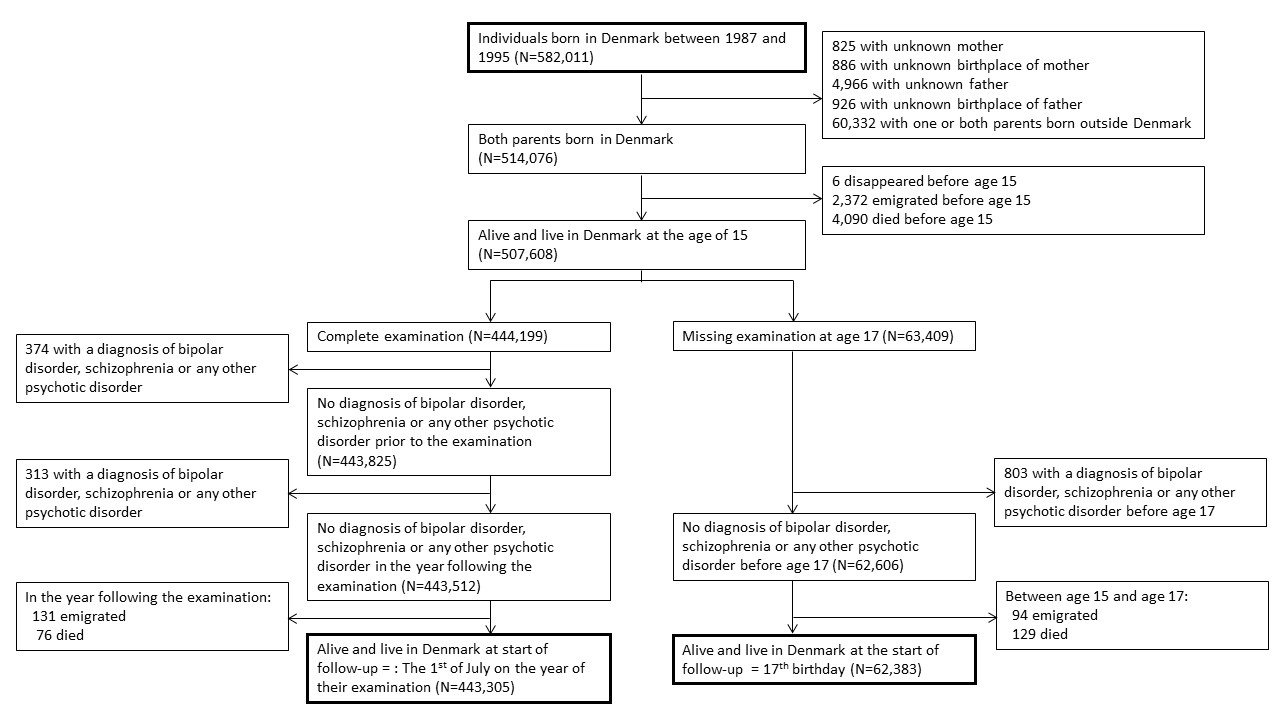 Individuals born in Denmark between 1987 and
1995 (N=582,011)
825 with unknown mother
886 with unknown birthplace of mother
4,966 with unknown father
926 with unknown birthplace of father
60,332 with one or both parents born outside Denmark
Both parents born in Denmark
(N=514,076)
6 disappeared before age 15
2,372 emigrated before age 15
4,090 died before age 15
Alive and live in Denmark at the age of 15
(N=507,608)
Complete examination (N=444,199)
Missing examination at age 17 (N=63,409)
374 with a diagnosis of bipolar
disorder, schizophrenia or any other
psychotic disorder
No diagnosis of bipolar disorder,
schizophrenia or any other psychotic
disorder prior to the examination
(N=443,825)
313 with a diagnosis of bipolar
disorder, schizophrenia or any other
psychotic disorder
803 with a diagnosis of bipolar
disorder, schizophrenia or any other
psychotic disorder before age 17
No diagnosis of bipolar disorder,
schizophrenia or any other psychotic
disorder in the year following the
examination (N=443,512)
No diagnosis of bipolar disorder,
schizophrenia or any other psychotic
disorder before age 17 (N=62,606)
In the year following the examination:
131 emigrated
76 died
Between age 15 and age 17:
94 emigrated
129 died
Alive and live in Denmark at start of
follow-up = : The 1st of July on the year of
their examination (N=443,305)
Alive and live in Denmark at the start of
follow-up = 17th birthday (N=62,383)